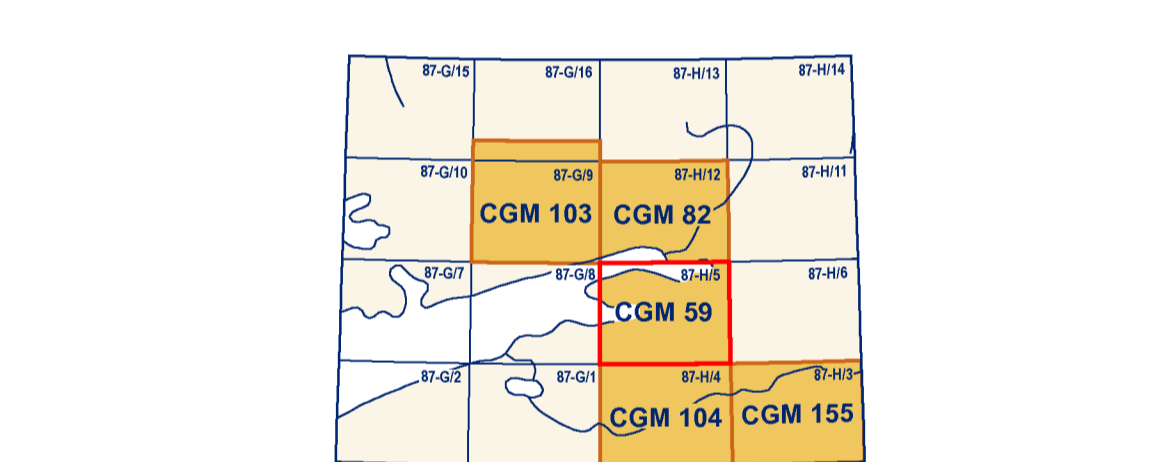 87-G/15
87-G/16
87-H/13
87-H/14
87-G/10
87-G/9
87-H/12
87-H/11
CGM 103
CGM 82
87-G/7
87-G/8
87-H/5
87-H/6
CGM 59
87-G/2
87-G/1
87-H/4
87-H/3
CGM 104
CGM 155